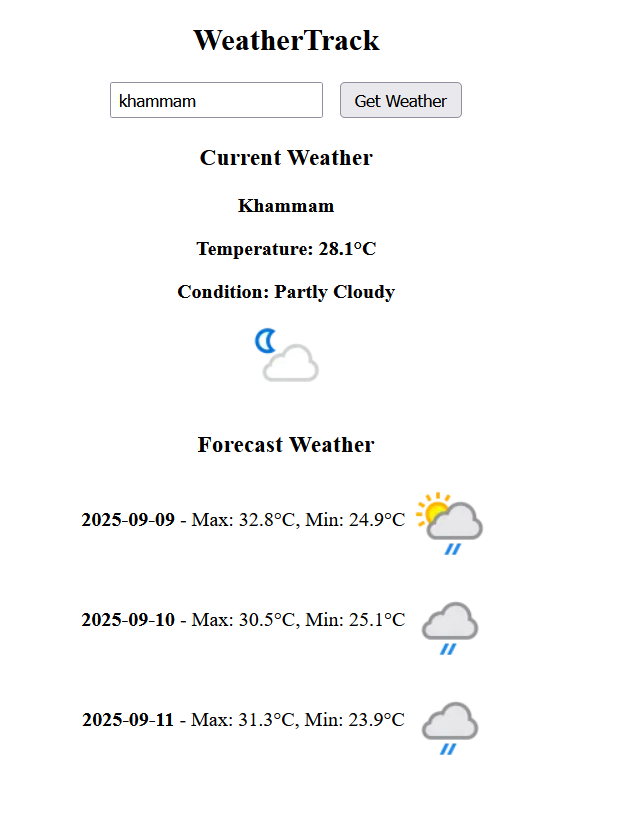 WeatherTrack
khammam Get Weather
Current Weather
Khammam
Temperature: 28.1°C
Condition: Partly Cloudy
Forecast Weather
2025-09-09 - Max: 32.8°C, Min: 24.9°C
2025-09-10 - Max: 30.5°C, Min: 25.1°C
2025-09-11 - Max: 31.3°C, Min: 23.9°C